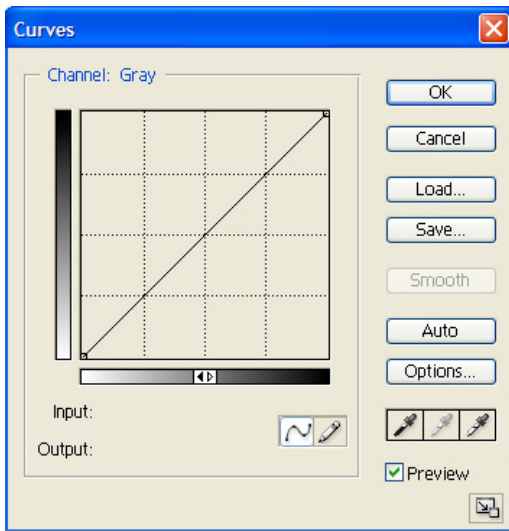 Curves
Channel: Gray
OK
Cancel
Load...
Save...
Smooth
Auto
Options...
Input:
Output:
Preview